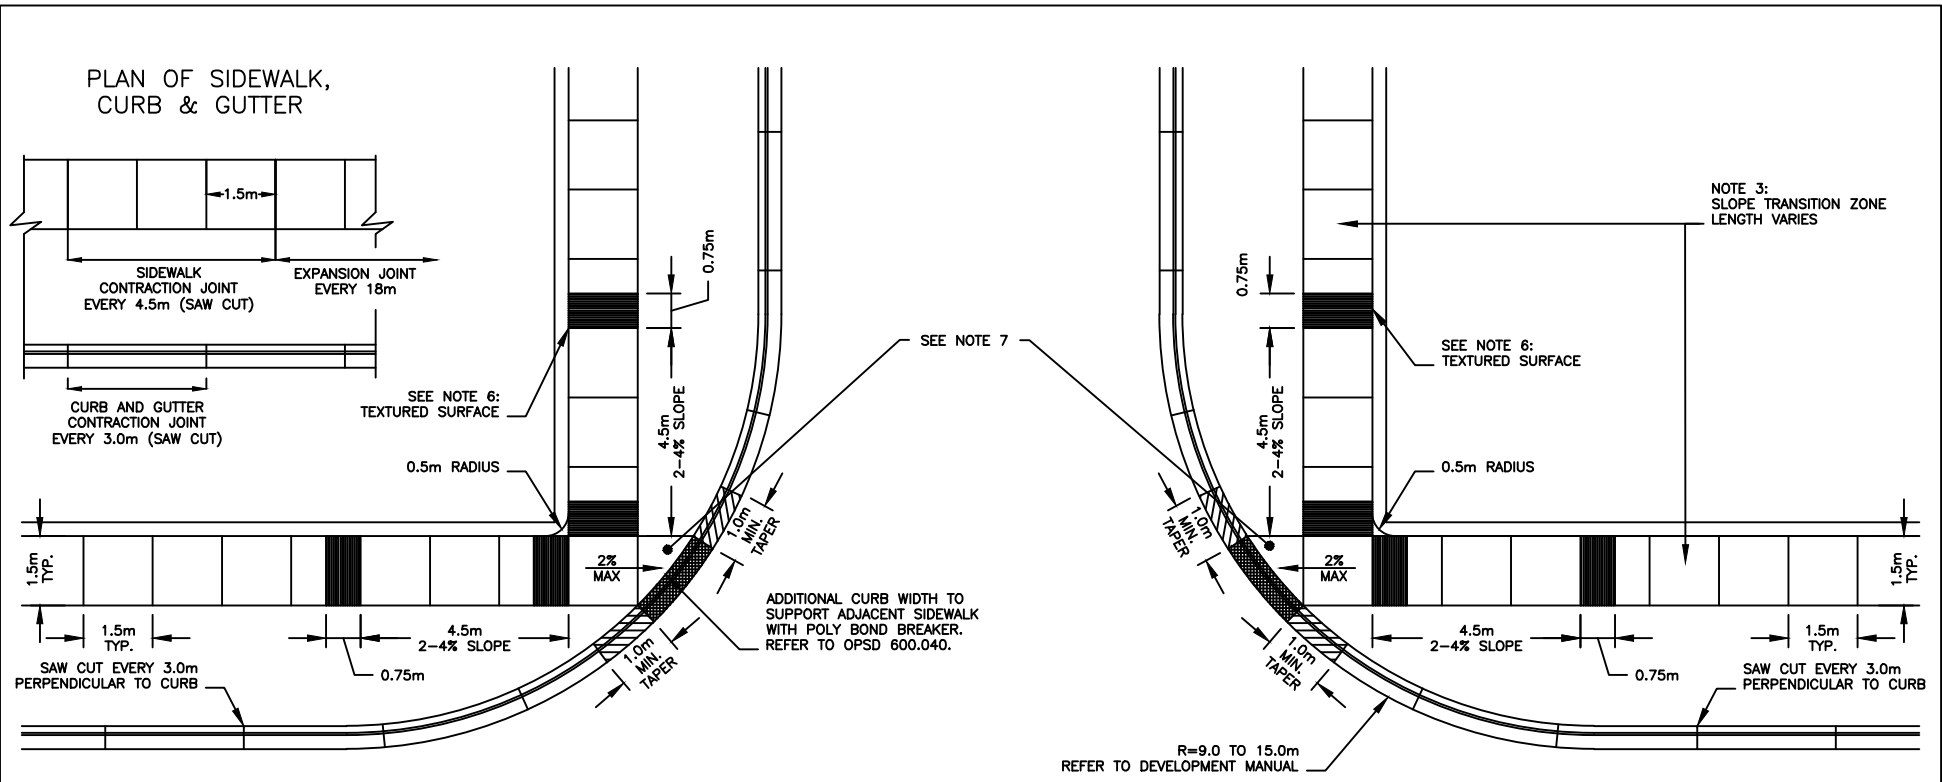 PLAN OF SIDEWALK,
CURB & GUTTER
1.5m
SIDEWALK
CONTRACTION JOINT
EVERY 4.5m (SAW CUT)
EXPANSION JOINT
EVERY 18m
CURB AND GUTTER
CONTRACTION JOINT
EVERY 3.0m (SAW CUT)
SEE NOTE 6:
TEXTURED SURFACE
0.5m RADIUS
0.75m
4.5m
2-4% SLOPE
1.5m
TYP.
1.5m
TYP.
4.5m
2-4% SLOPE
0.75m
SAW CUT EVERY 3.0m
PERPENDICULAR TO CURB
2%
MAX
1.0m
MIN.
TAPER
1.0m
MIN.
TAPER
ADDITIONAL CURB WIDTH TO
SUPPORT ADJACENT SIDEWALK
WITH POLY BOND BREAKER.
REFER TO OPSD 600.040.
SEE NOTE 7
NOTE 3:
SLOPE TRANSITION ZONE
LENGTH VARIES
0.75m
SEE NOTE 6:
TEXTURED SURFACE
4.5m
2-4% SLOPE
0.5m RADIUS
1.0m
MIN.
TAPER
2%
MAX
1.0m
MIN.
TAPER
4.5m
2-4% SLOPE
0.75m
1.5m
TYP.
1.5m
TYP.
SAW CUT EVERY 3.0m
PERPENDICULAR TO CURB
R=9.0 TO 15.0m
REFER TO DEVELOPMENT MANUAL